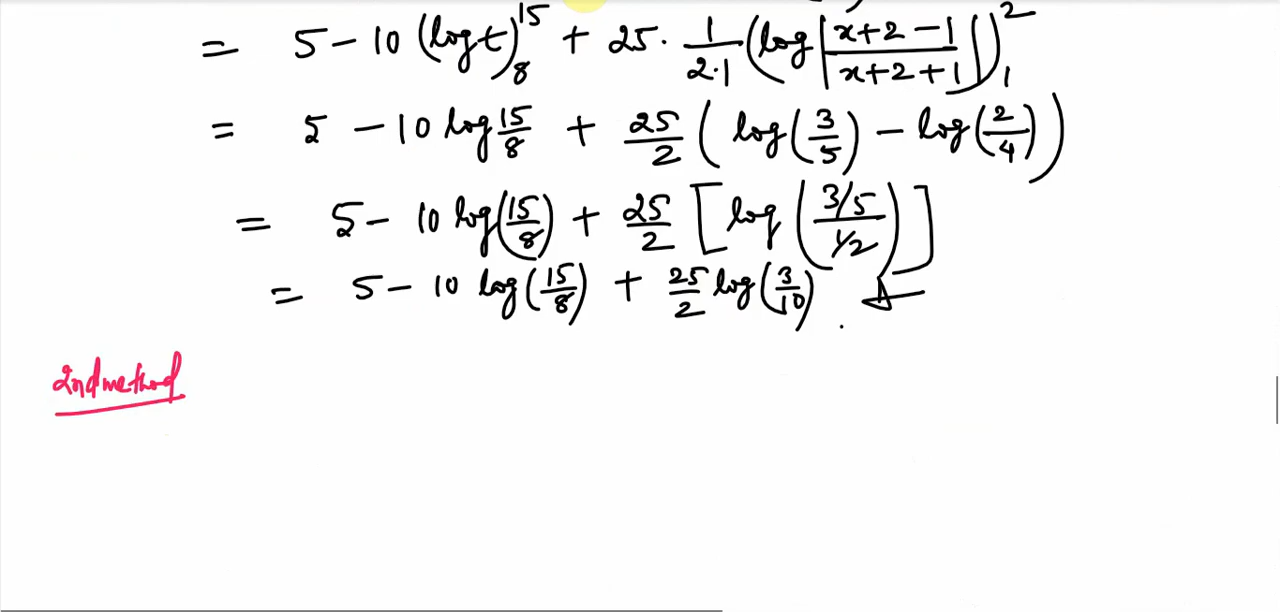 = 5 - 10 (log t)₈¹⁵ + 25 · 1/2·1 (log |x+2-1/x+2+1|)₁²
= 5 - 10 log 15/8 + 25/2 ( log(3/5) - log(2/4) )
= 5 - 10 log(15/8) + 25/2 [ log ( 3/5 / 1/2 ) ]
= 5 - 10 log(15/8) + 25/2 log(3/10)
2nd method